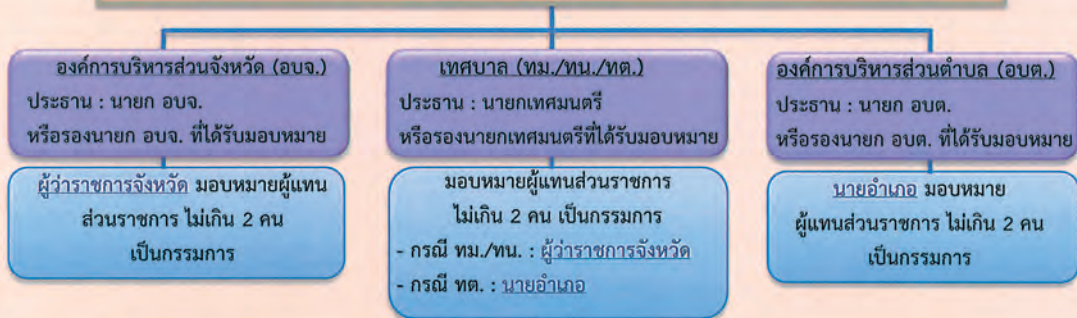 องค์การบริหารส่วนจังหวัด (อบจ.)
ประธาน : นายก อบจ.
หรือรองนายก อบจ. ที่ได้รับมอบหมาย
ผู้ว่าราชการจังหวัด มอบหมายผู้แทน
ส่วนราชการ ไม่เกิน 2 คน
เป็นกรรมการ
เทศบาล (ทม./ทน./ทต.)
ประธาน : นายกเทศมนตรี
หรือรองนายกเทศมนตรีที่ได้รับมอบหมาย
มอบหมายผู้แทนส่วนราชการ
ไม่เกิน 2 คน เป็นกรรมการ
- กรณี ทม./ทน. : ผู้ว่าราชการจังหวัด
- กรณี ทต. : นายอำเภอ
องค์การบริหารส่วนตำบล (อบต.)
ประธาน : นายก อบต.
หรือรองนายก อบต. ที่ได้รับมอบหมาย
นายอำเภอ มอบหมาย
ผู้แทนส่วนราชการ ไม่เกิน 2 คน
เป็นกรรมการ